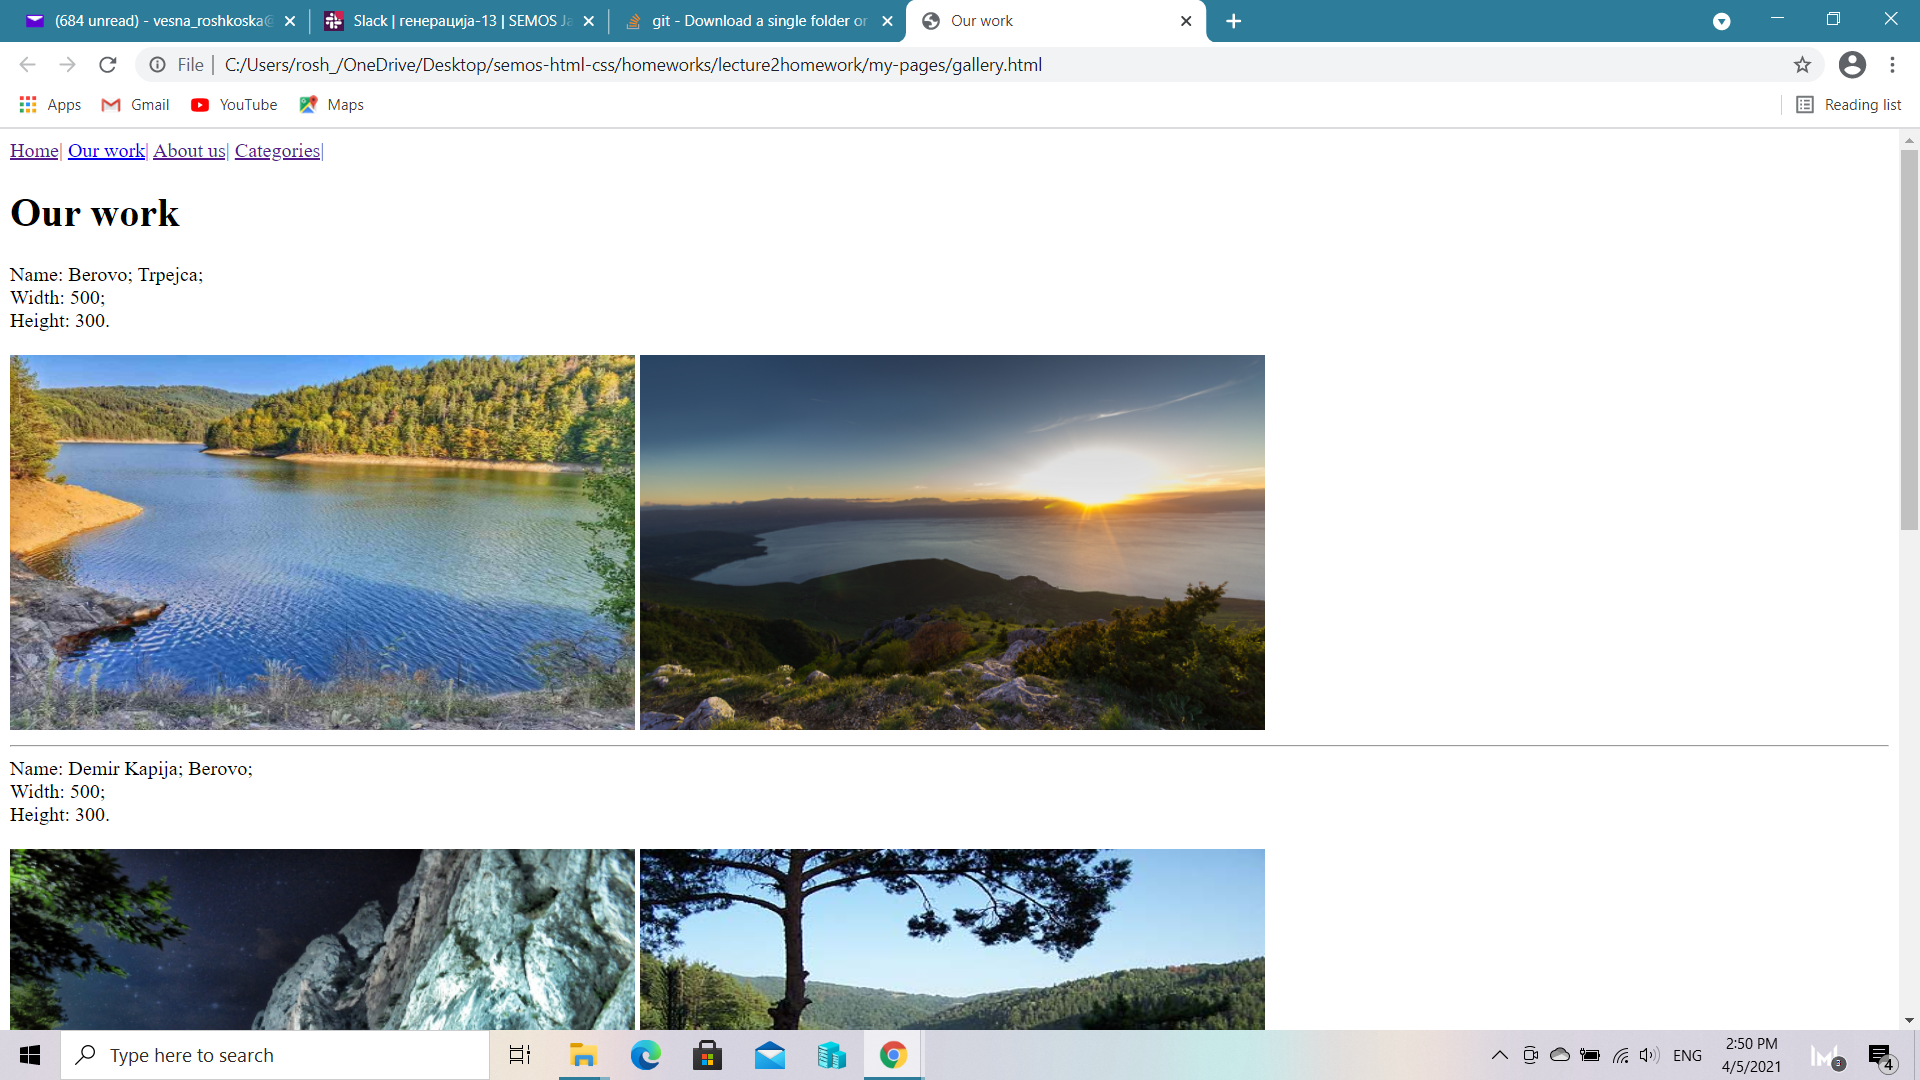 (684 unread) - vesna_roshkoska@
Slack | генерација-13 | SEMOS Ja
git - Download a single folder or
Our work
File
C:/Users/rosh_/OneDrive/Desktop/semos-html-css/homeworks/lecture2homework/my-pages/gallery.html
Apps
Gmail
YouTube
Maps
Reading list
Home| Our work| About us| Categories|
Our work
Name: Berovo; Trpejca;
Width: 500;
Height: 300.
Name: Demir Kapija; Berovo;
Width: 500;
Height: 300.
Type here to search
ENG
2:50 PM
4/5/2021
3
4